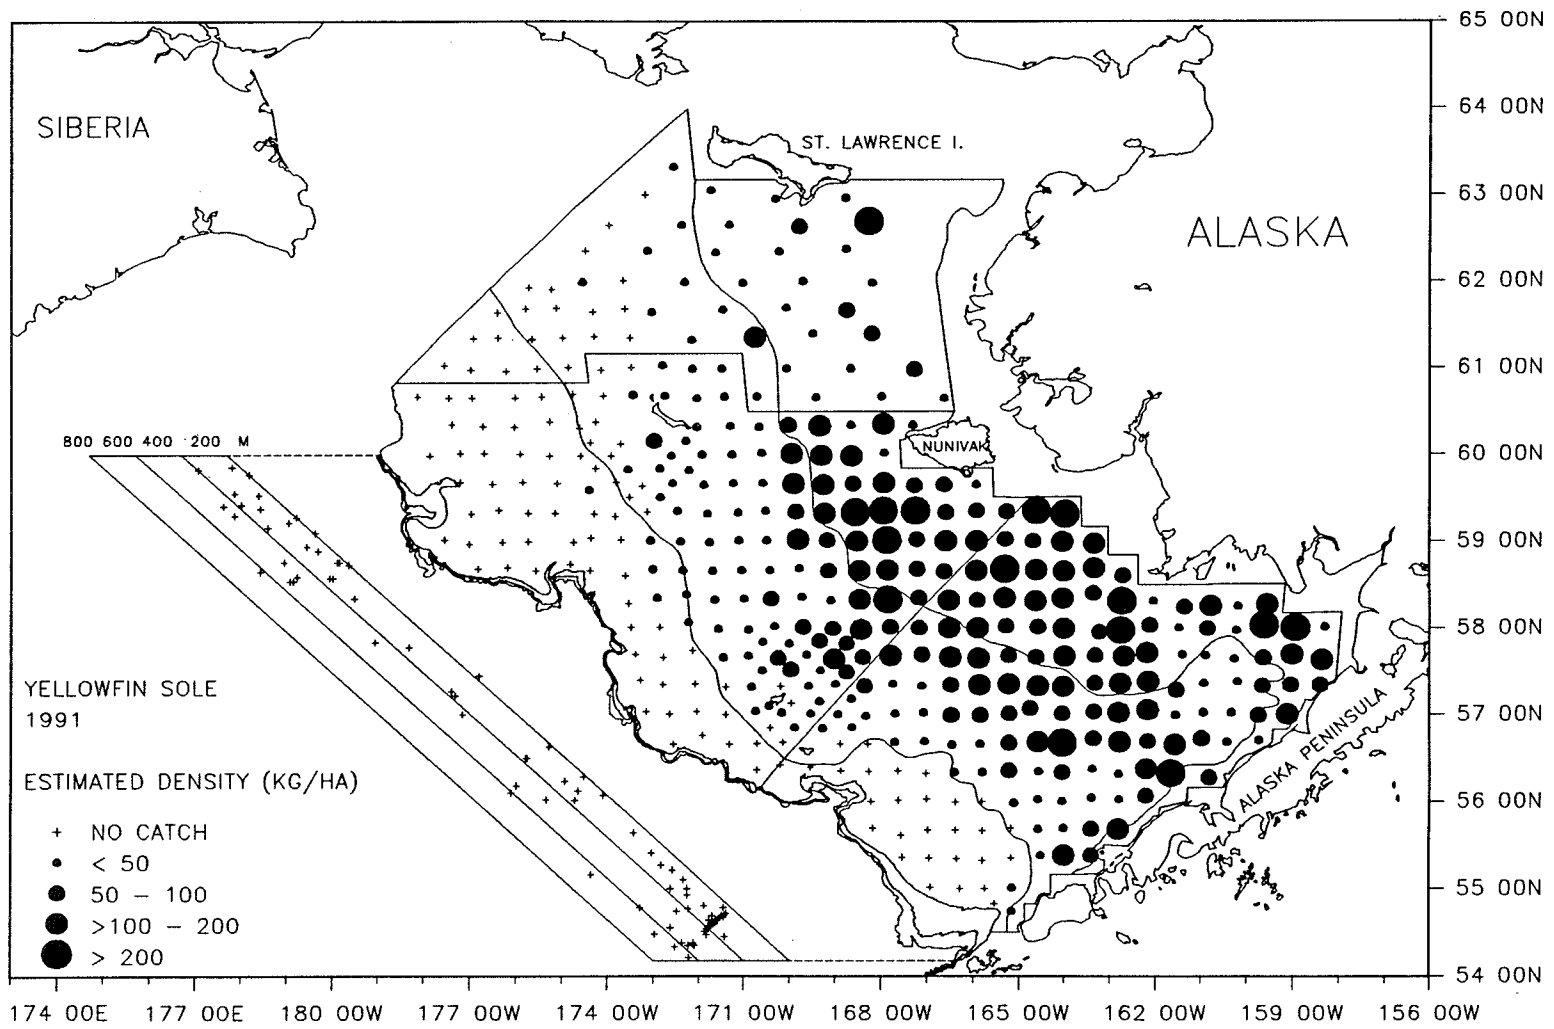 65 00N
64 00N
SIBERIA
ST. LAWRENCE I.
63 00N
ALASKA
62 00N
61 00N
800 600 400 200 M
NUNIVAK
60 00N
59 00N
58 00N
YELLOWFIN SOLE
1991
57 00N
ALASKA PENINSULA
ESTIMATED DENSITY (KG/HA)
56 00N
+ NO CATCH
< 50
50 – 100
>100 – 200
> 200
55 00N
54 00N
174 00E 177 00E 180 00W 177 00W 174 00W 171 00W 168 00W 165 00W 162 00W 159 00W 156 00W